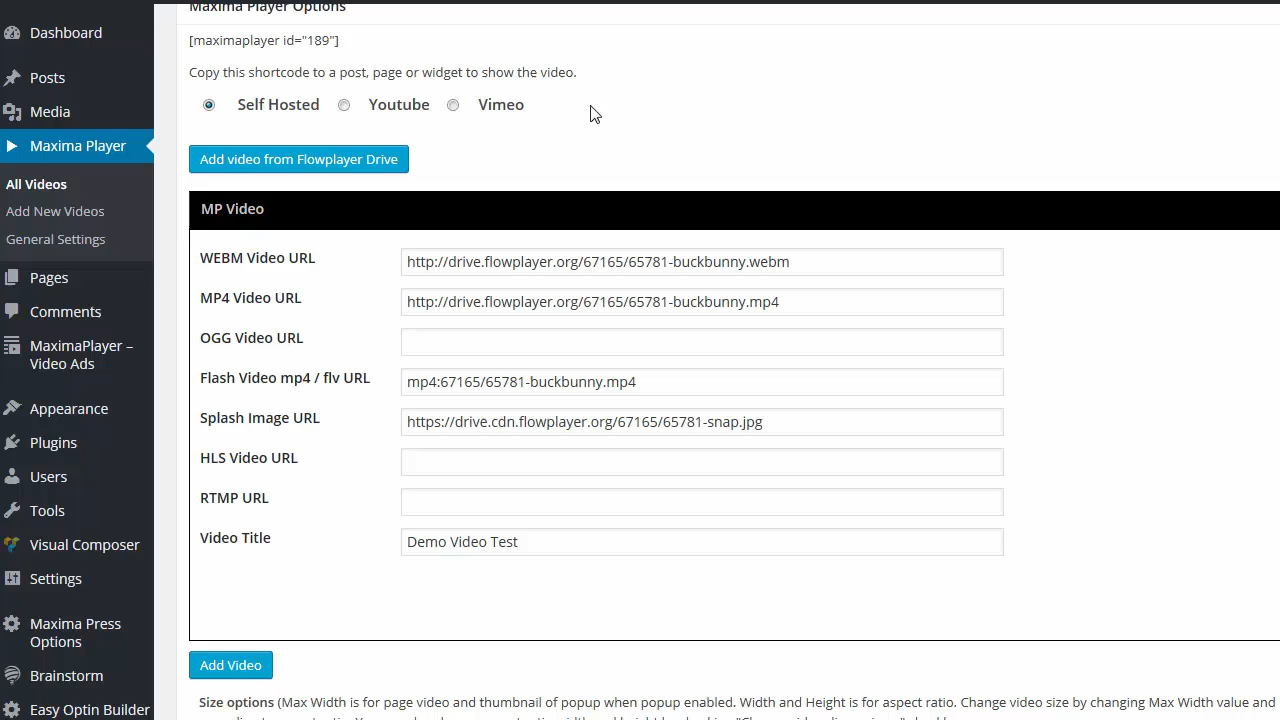 Maxima Player Options
Dashboard
Posts
Media
Maxima Player
All Videos
Add New Videos
General Settings
Pages
Comments
MaximaPlayer –
Video Ads
Appearance
Plugins
Users
Tools
Visual Composer
Settings
Maxima Press
Options
Brainstorm
Easy Optin Builder
[maximaplayer id="189"]
Copy this shortcode to a post, page or widget to show the video.
Self Hosted Youtube Vimeo
Add video from Flowplayer Drive
MP Video
WEBM Video URL http://drive.flowplayer.org/67165/65781-buckbunny.webm
MP4 Video URL http://drive.flowplayer.org/67165/65781-buckbunny.mp4
OGG Video URL
Flash Video mp4 / flv URL mp4:67165/65781-buckbunny.mp4
Splash Image URL https://drive.cdn.flowplayer.org/67165/65781-snap.jpg
HLS Video URL
RTMP URL
Video Title Demo Video Test
Add Video
Size options (Max Width is for page video and thumbnail of popup when popup enabled. Width and Height is for aspect ratio. Change video size by changing Max Width value and